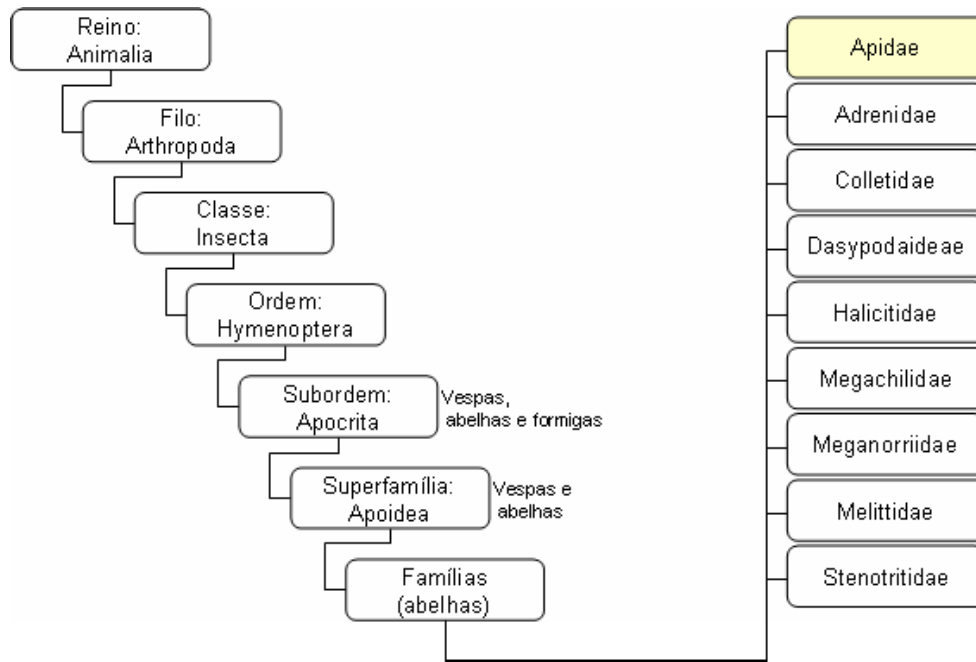 Reino:
Animalia
Filo:
Arthropoda
Classe:
Insecta
Ordem:
Hymenoptera
Subordem:
Apocrita
Vespas,
abelhas e formigas
Superfamília:
Apoidea
Vespas e
abelhas
Famílias
(abelhas)
Apidae
Adrenidae
Colletidae
Dasypodaideae
Halicitidae
Megachilidae
Meganorriidae
Melittidae
Stenotritidae